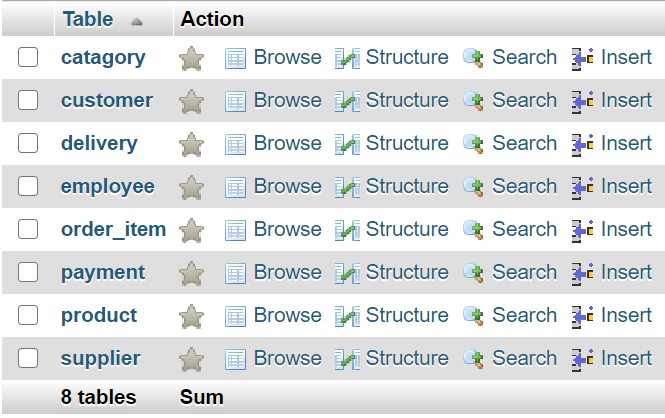 Table Action
catagory Browse Structure Search Insert
customer Browse Structure Search Insert
delivery Browse Structure Search Insert
employee Browse Structure Search Insert
order_item Browse Structure Search Insert
payment Browse Structure Search Insert
product Browse Structure Search Insert
supplier Browse Structure Search Insert
8 tables Sum